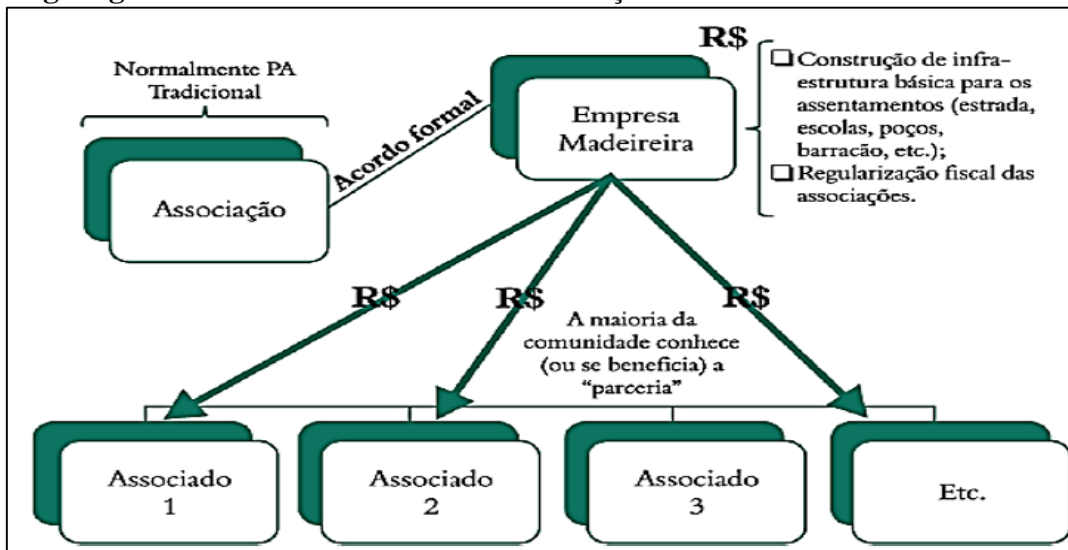 R$
Normalmente PA
Tradicional
Associação
Acordo formal
Empresa
Madeireira
Construção de infra-
estrutura básica para os
assentamentos (estrada,
escolas, poços,
barracão, etc.);
Regularização fiscal das
associações.
R$
R$
R$
A maioria da
comunidade conhece
(ou se beneficia) a
“parceria”
Associado
1
Associado
2
Associado
3
Etc.